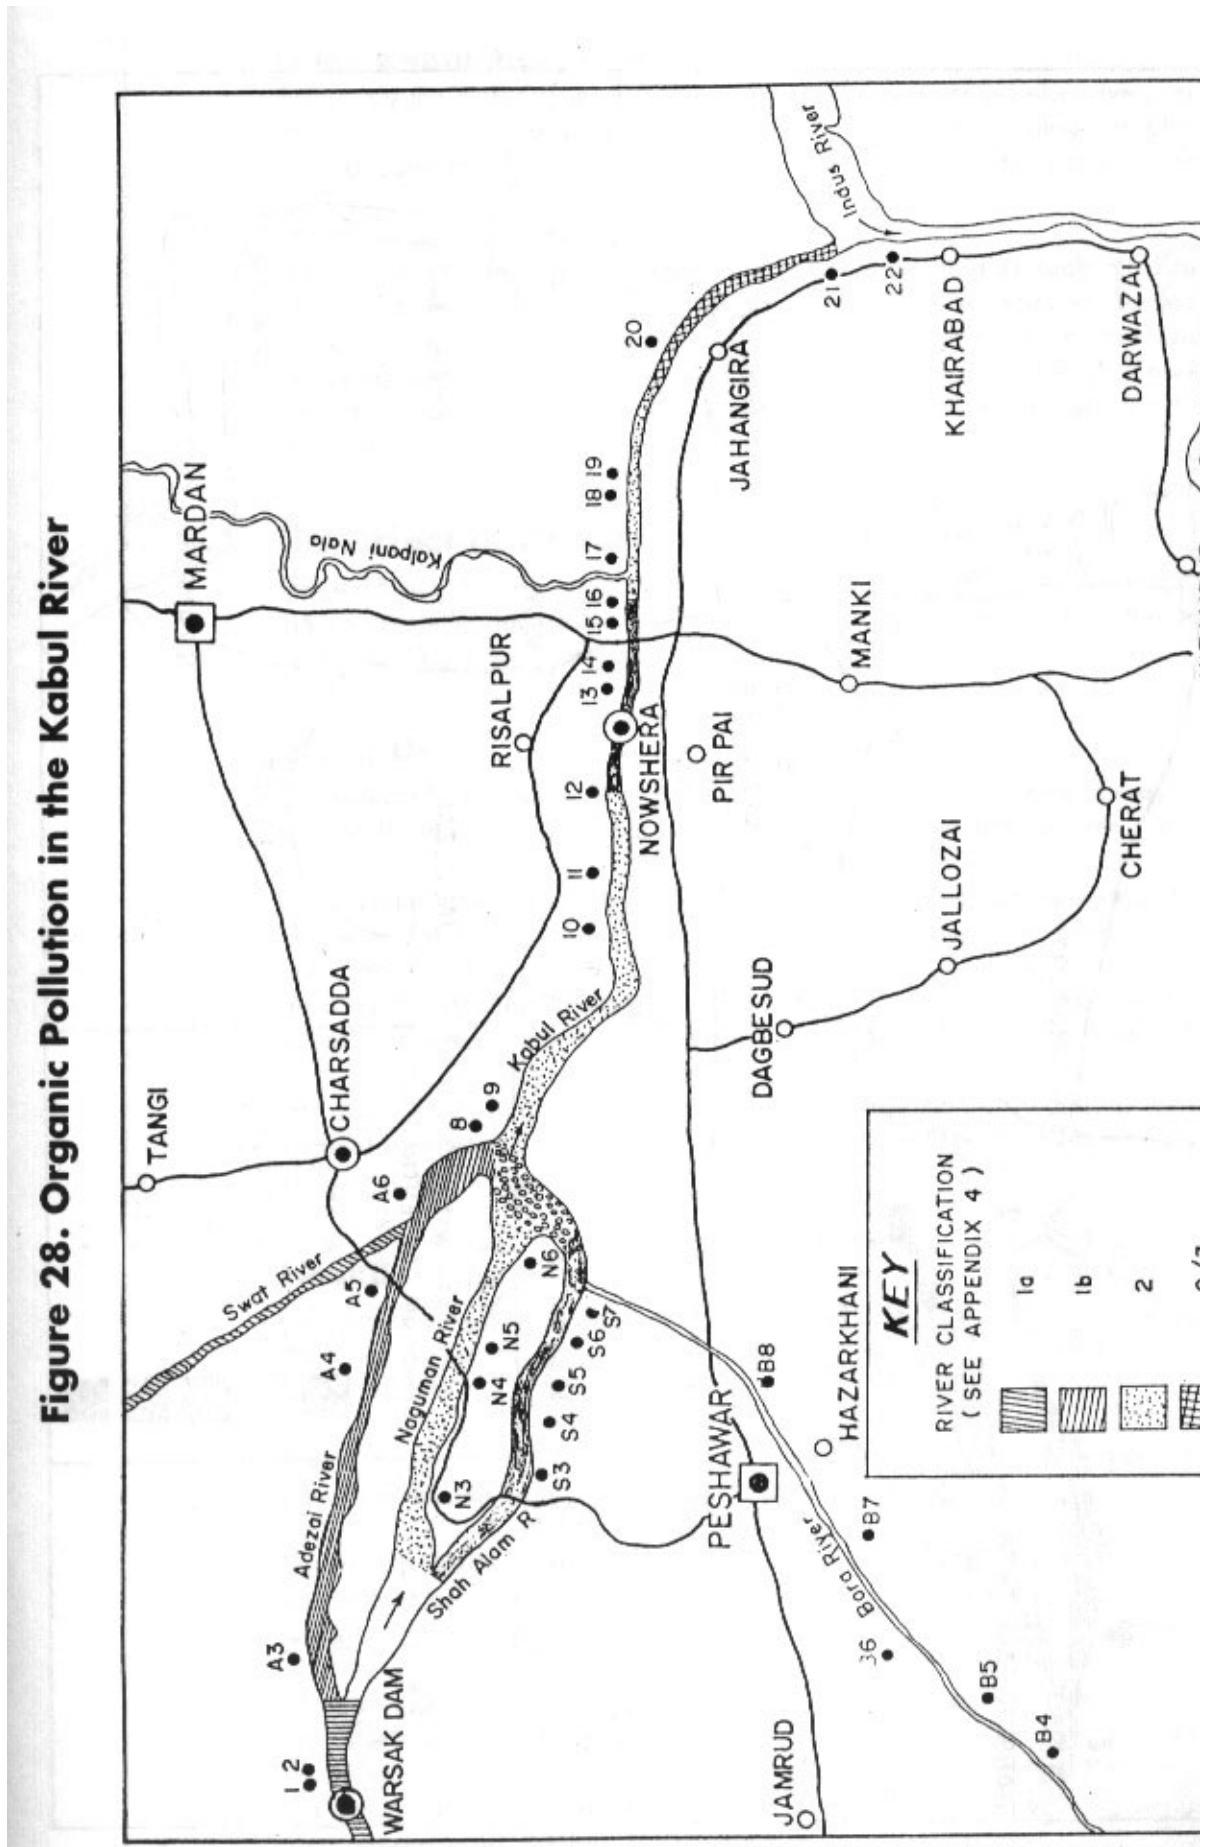 Figure 28. Organic Pollution in the Kabul River
TANGI
MARDAN
CHARSADDA
Swat River
Kalpani Nala
RISALPUR
Adezai River
Naguman River
Shah Alam R
Kabul River
Indus River
WARSAK DAM
NOWSHERA
PIR PAI
JAHANGIRA
KHAIRABAD
DARWAZAI
MANKI
CHERAT
JALLOZAI
DAGBESUD
PESHAWAR
HAZARKHANI
JAMRUD
Bara River
1 2
A3
A4
A5
A6
8
9
10
11
12
13 14
15 16
17
18 19
20
21
22
N3
N4
N5
N6
S3
S4
S5
S6
S7
B4
B5
B7
B8
KEY
RIVER CLASSIFICATION
( SEE APPENDIX 4 )
1a
1b
2